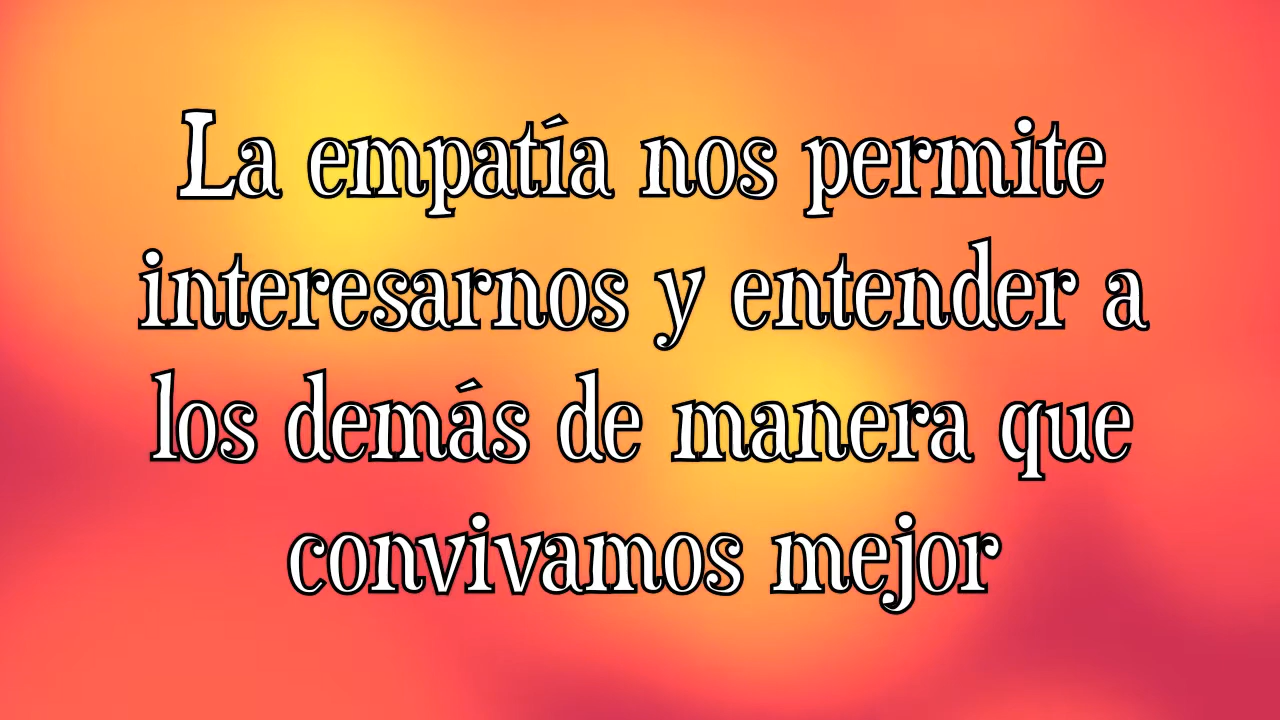 La empatía nos permite
interesarnos y entender a
los demás de manera que
convivamos mejor